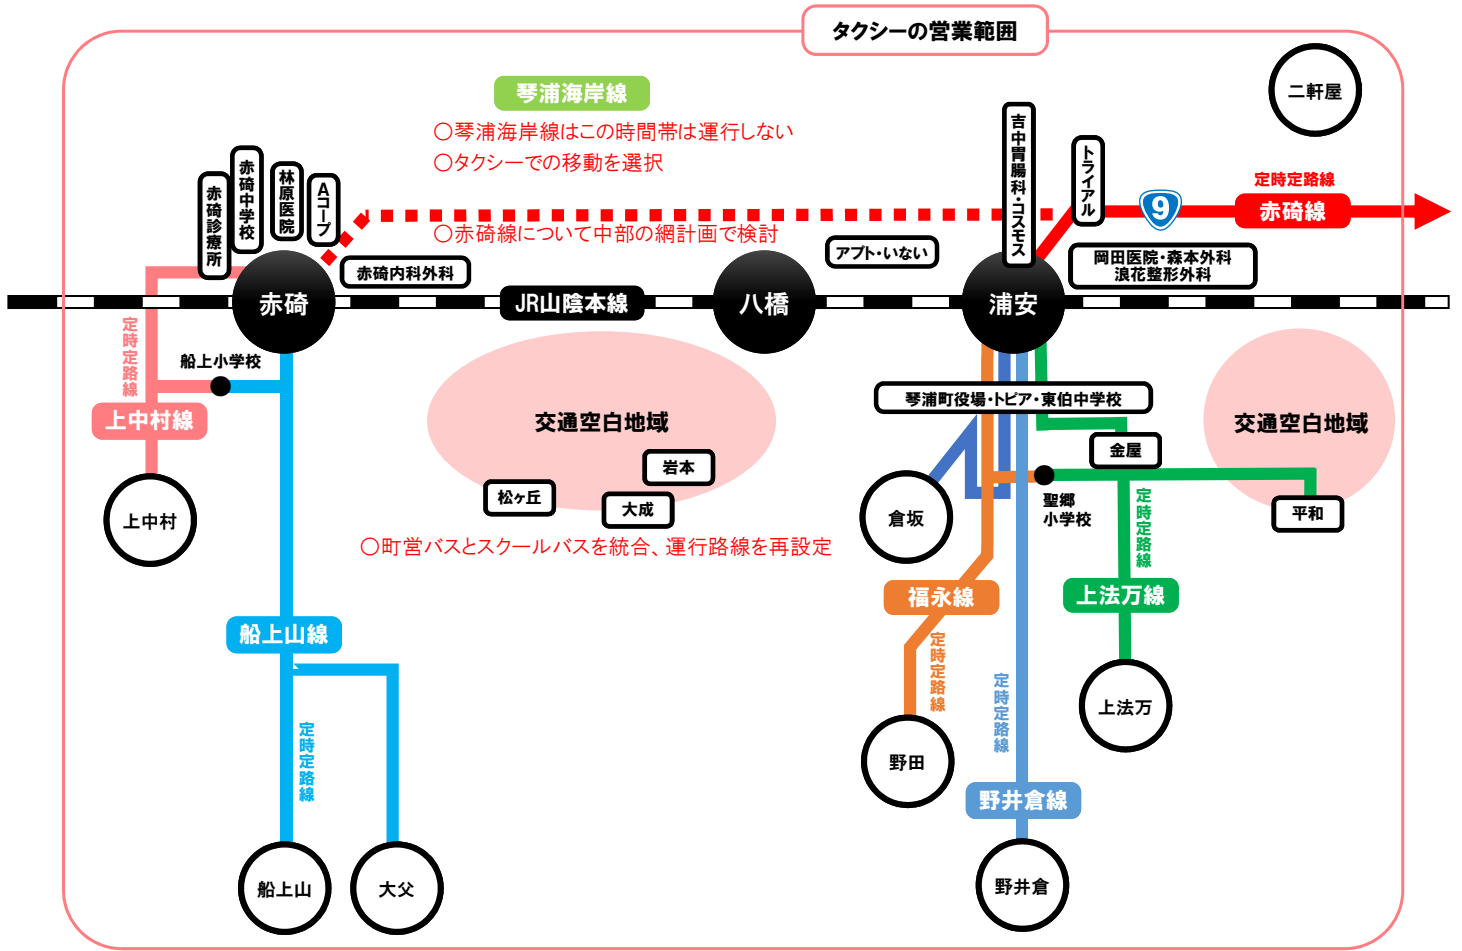 タクシーの営業範囲
二軒屋
琴浦海岸線
○琴浦海岸線はこの時間帯は運行しない
○タクシーでの移動を選択
吉中胃腸科・コスモス
トライアル
定時定路線
赤碕線
9
赤碕診療所
赤碕中学校
林原医院
Aコープ
○赤碕線について中部の網計画で検討
アプト・いない
赤碕内科外科
岡田医院・森本外科
浪花整形外科
赤碕
JR山陰本線
八橋
浦安
定時定路線
船上小学校
上中村線
上中村
交通空白地域
岩本
松ヶ丘
大成
○町営バスとスクールバスを統合、運行路線を再設定
琴浦町役場・トピア・東伯中学校
交通空白地域
金屋
倉坂
聖郷
小学校
定時定路線
平和
福永線
上法万線
船上山線
定時定路線
定時定路線
上法万
定時定路線
野田
野井倉線
船上山
大父
野井倉